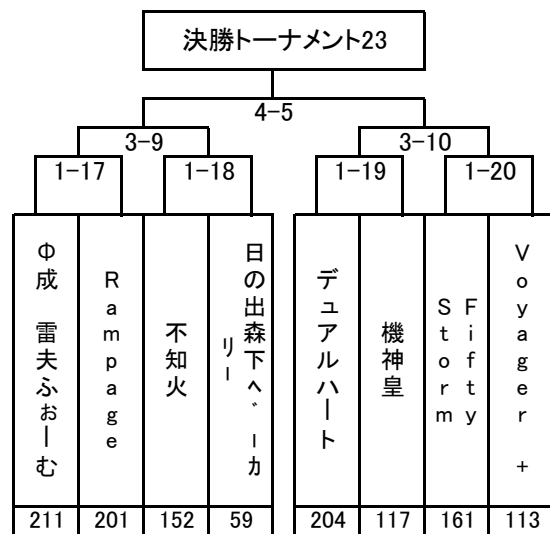 決勝トーナメント23
4-5
3-9
3-10
1-17
1-18
1-19
1-20
Φ成 雷夫ふぉーむ
Rampage
不知火
日の出森下ベーカ
リー
デュアルハート
機神皇
Fifty
Storm
Voyager +
211
201
152
59
204
117
161
113